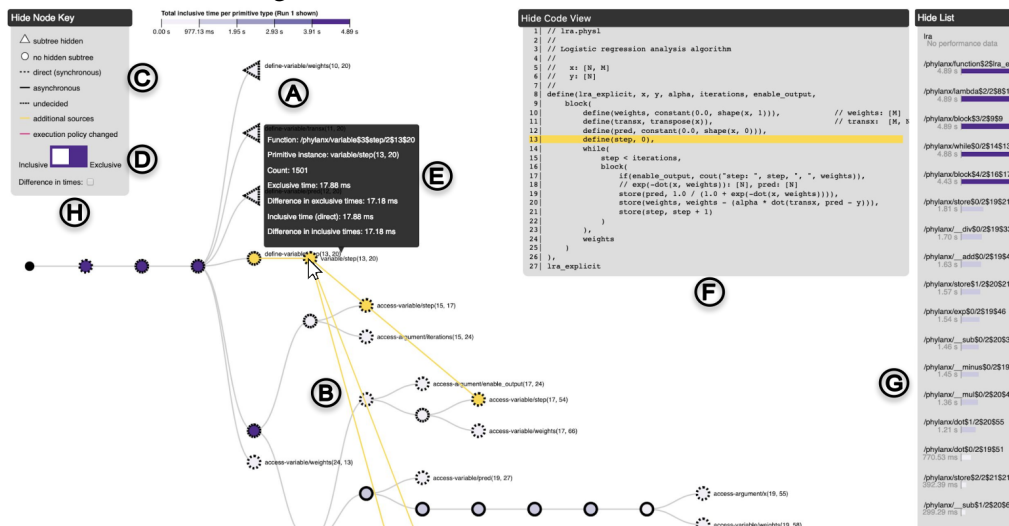 Hide Node Key
subtree hidden
no hidden subtree
direct (synchronous)
asynchronous
undecided
additional sources
execution policy changed
Inclusive Exclusive
Difference in times:
C
D
H
Total inclusive time per primitive type (Run 1 shown)
0.00 s 977.13 ms 1.95 s 2.93 s 3.91 s 4.89 s
define-variable/weights(10, 20)
A
Function: /phylanx/variable$3$step/2$13$20
Primitive instance: variable/step(13, 20)
Count: 1501
Exclusive time: 17.88 ms
Difference in exclusive times: 17.18 ms
Inclusive time (direct): 17.88 ms
Difference in inclusive times: 17.18 ms
E
define-variable/step(13, 20)
variable/step(13, 20)
access-variable/step(15, 17)
access-argument/iterations(15, 24)
B
access-argument/enable_output(17, 24)
access-variable/step(17, 54)
access-variable/weights(17, 66)
access-variable/weights(24, 13)
access-variable/pred(19, 27)
access-argument/x(19, 55)
access-variable/weights(19, 58)
Hide Code View
1| // lra.physl
2| //
3| // Logistic regression analysis algorithm
4| //
5| // x: [N, M]
6| // y: [N]
7| //
8| define(lra_explicit, x, y, alpha, iterations, enable_output,
9| block(
10| define(weights, constant(0.0, shape(x, 1))), // weights: [M]
11| define(transx, transpose(x)), // transx: [M, N
12| define(pred, constant(0.0, shape(x, 0))),
13| define(step, 0),
14| while(
15| step < iterations,
16| block(
17| if(enable_output, cout("step: ", step, ", ", weights)),
18| // exp(-dot(x, weights)): [N], pred: [N]
19| store(pred, 1.0 / (1.0 + exp(-dot(x, weights)))),
20| store(weights, weights - (alpha * dot(transx, pred - y))),
21| store(step, step + 1)
22| )
23| ),
24| weights
25| )
26| ),
27| lra_explicit
F
Hide List
lra
No performance data
/phylanx/function$2$lra_e
4.89 s
/phylanx/lambda$2/2$8$1
4.89 s
/phylanx/block$3/2$9$9
4.89 s
/phylanx/while$0/2$14$13
4.88 s
/phylanx/block$4/2$16$17
4.43 s
/phylanx/store$0/2$19$21
1.81 s
/phylanx/__div$0/2$19$33
1.70 s
/phylanx/__add$0/2$19$4
1.63 s
/phylanx/store$1/2$20$21
1.57 s
/phylanx/exp$0/2$19$46
1.54 s
/phylanx/__sub$0/2$20$3
1.46 s
/phylanx/__minus$0/2$19
1.45 s
/phylanx/__mul$0/2$20$4
1.36 s
/phylanx/dot$1/2$20$55
1.21 s
/phylanx/dot$0/2$19$51
770.53 ms
/phylanx/store$2/2$21$21
392.39 ms
/phylanx/__sub$1/2$20$6
299.29 ms
G